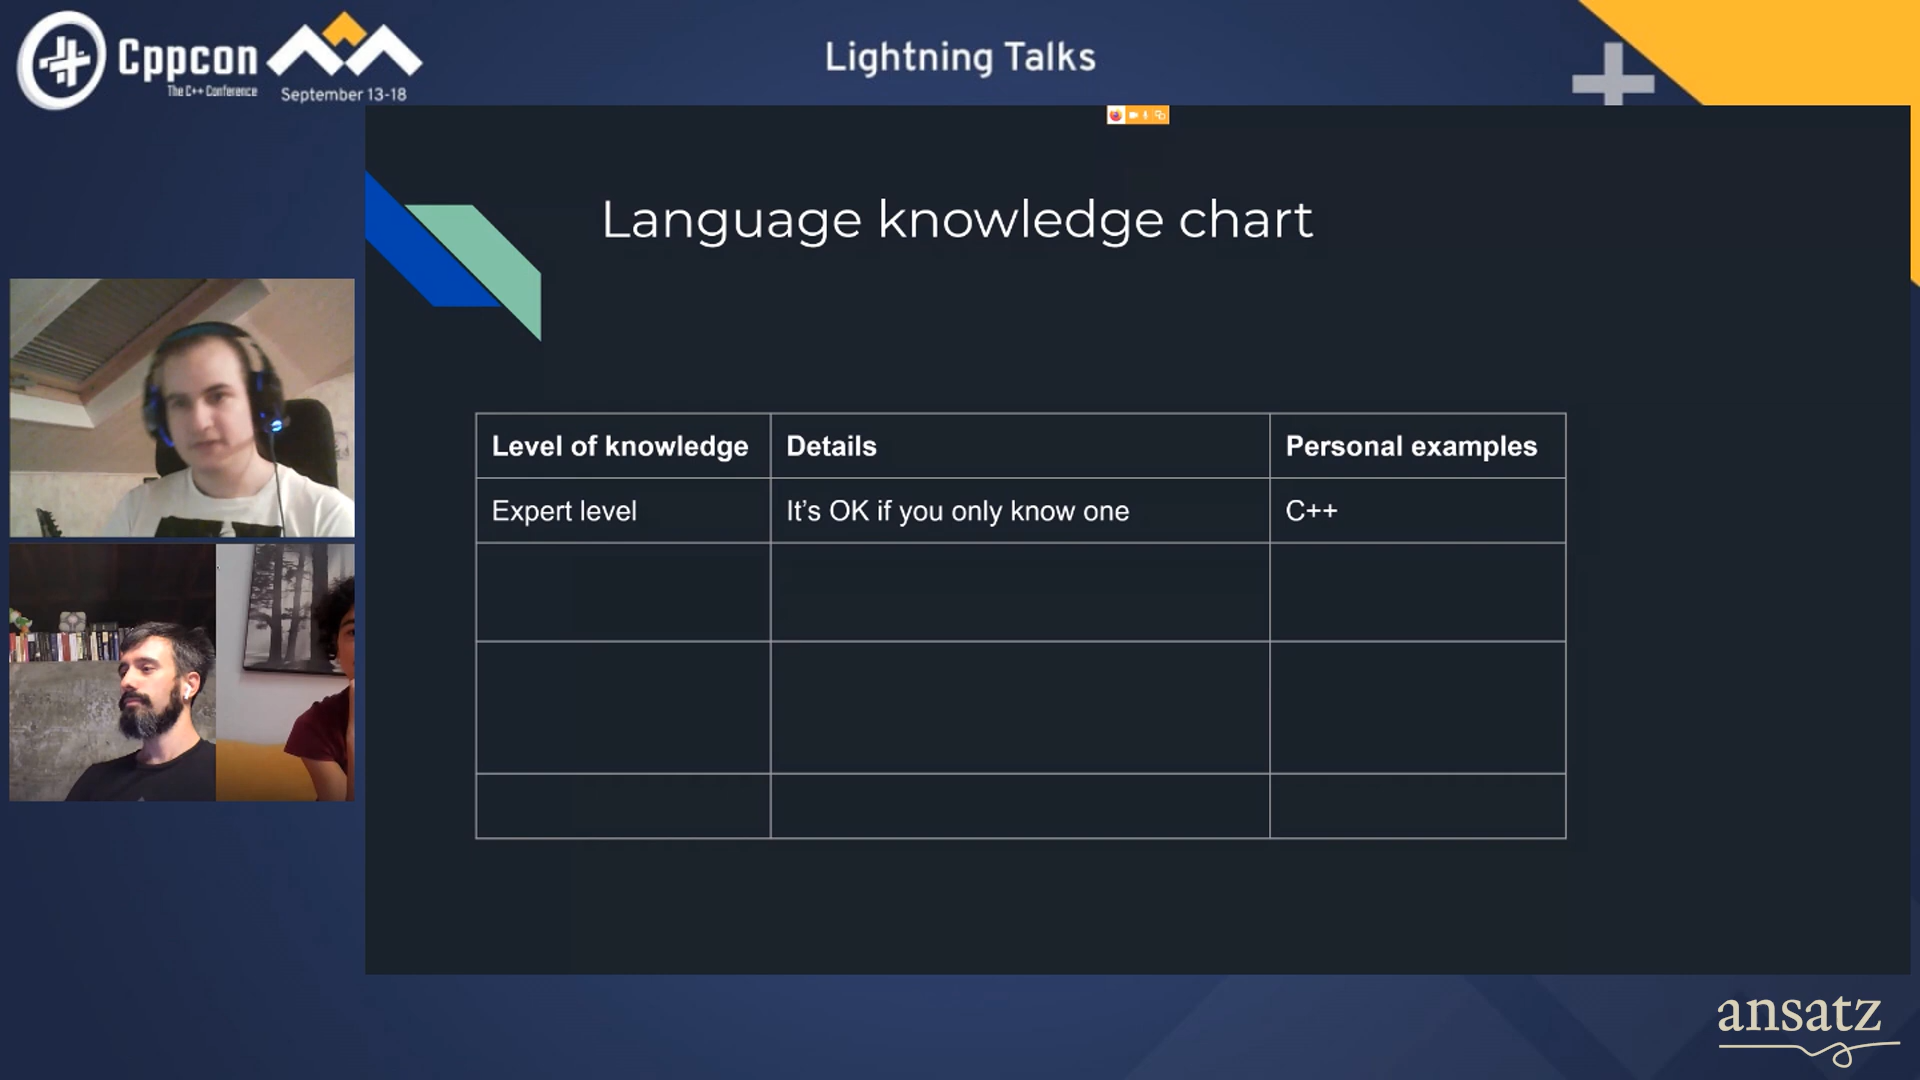 Cppcon
The C++ Conference
September 13-18
Lightning Talks
Language knowledge chart
Level of knowledge
Details
Personal examples
Expert level
It's OK if you only know one
C++
ansatz